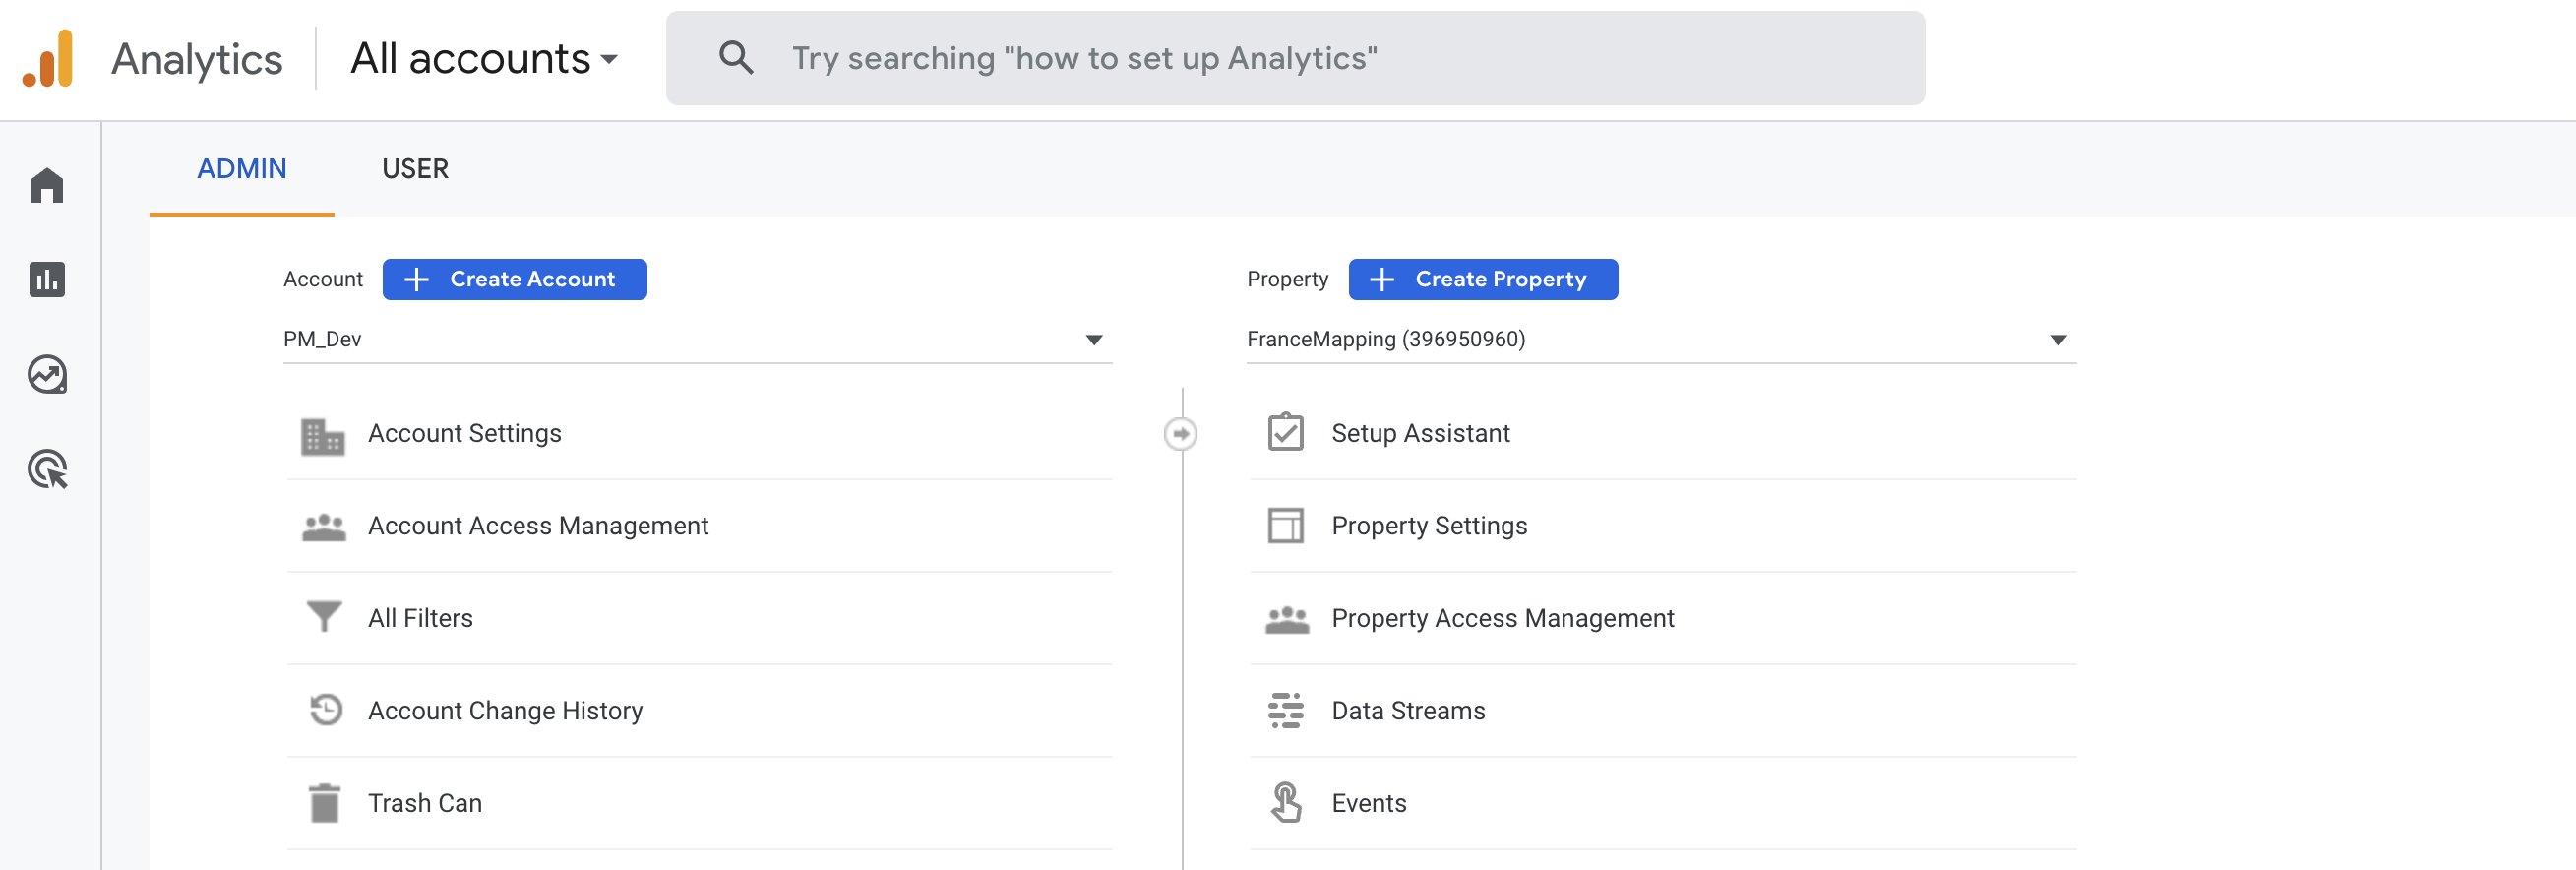 Analytics
All accounts
Try searching "how to set up Analytics"
ADMIN
USER
Account
Create Account
PM_Dev
Account Settings
Account Access Management
All Filters
Account Change History
Trash Can
Property
Create Property
FranceMapping (396950960)
Setup Assistant
Property Settings
Property Access Management
Data Streams
Events